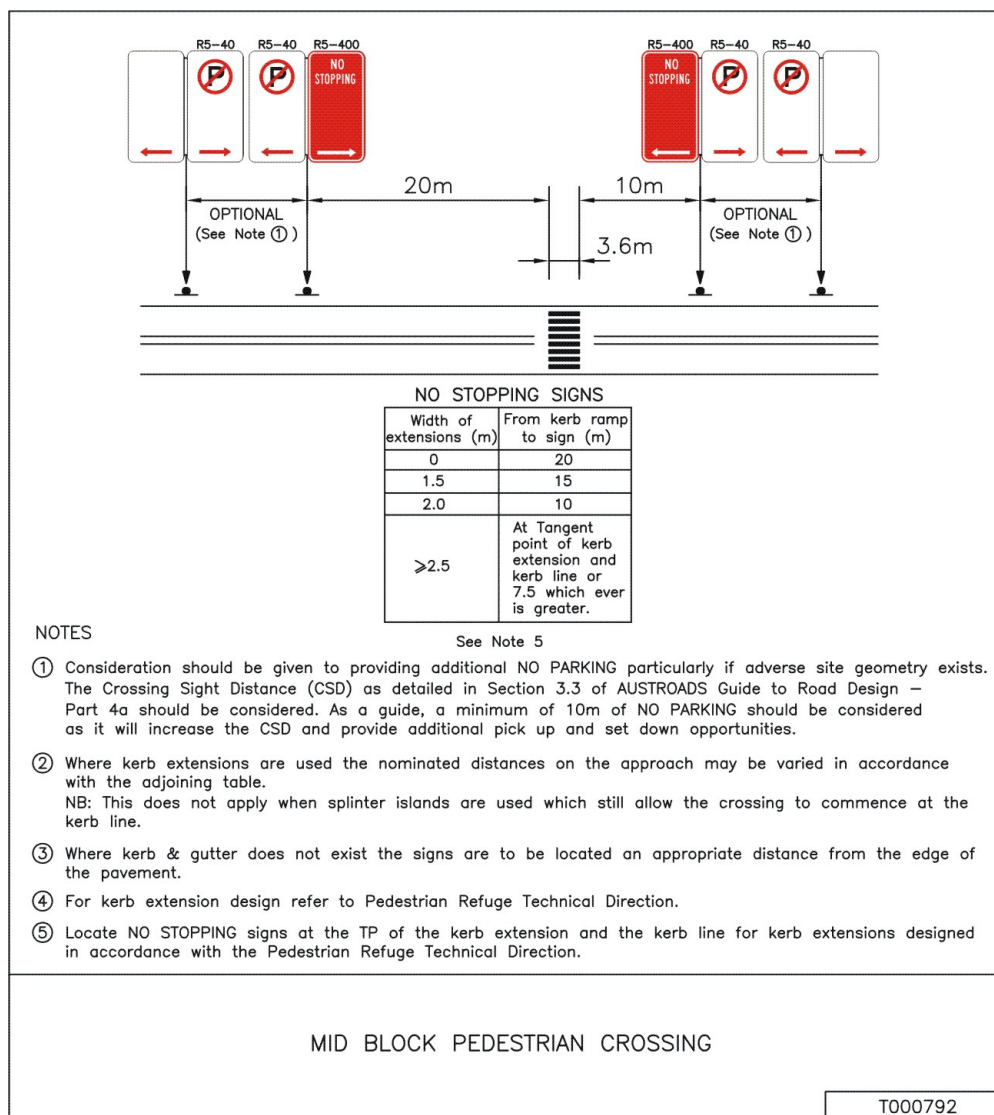 R5-40 R5-40 R5-400
P P NO
STOPPING
R5-400 R5-40 R5-40
NO P P
STOPPING
20m 10m
OPTIONAL
(See Note ①)
OPTIONAL
(See Note ①)
3.6m
NO STOPPING SIGNS
Width of extensions (m) From kerb ramp to sign (m)
0 20
1.5 15
2.0 10
⩾2.5 At Tangent
point of kerb
extension and
kerb line or
7.5 which ever
is greater.
See Note 5
NOTES
① Consideration should be given to providing additional NO PARKING particularly if adverse site geometry exists.
The Crossing Sight Distance (CSD) as detailed in Section 3.3 of AUSTROADS Guide to Road Design –
Part 4a should be considered. As a guide, a minimum of 10m of NO PARKING should be considered
as it will increase the CSD and provide additional pick up and set down opportunities.
② Where kerb extensions are used the nominated distances on the approach may be varied in accordance
with the adjoining table.
NB: This does not apply when splinter islands are used which still allow the crossing to commence at the
kerb line.
③ Where kerb & gutter does not exist the signs are to be located an appropriate distance from the edge of
the pavement.
④ For kerb extension design refer to Pedestrian Refuge Technical Direction.
⑤ Locate NO STOPPING signs at the TP of the kerb extension and the kerb line for kerb extensions designed
in accordance with the Pedestrian Refuge Technical Direction.
MID BLOCK PEDESTRIAN CROSSING
T000792